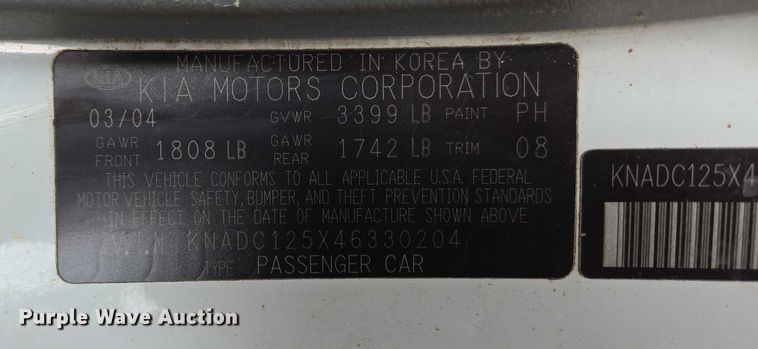 MANUFACTURED IN KOREA BY
KIA KIA MOTORS CORPORATION
03/04 GVWR 3399 LB PAINT PH
GAWR FRONT 1808 LB GAWR REAR 1742 LB TRIM 08
THIS VEHICLE CONFORMS TO ALL APPLICABLE U.S.A. FEDERAL
MOTOR VEHICLE SAFETY, BUMPER, AND THEFT PREVENTION STANDARDS
IN EFFECT ON THE DATE OF MANUFACTURE SHOWN ABOVE
V.I.N. KNADC125X46330204
TYPE: PASSENGER CAR
KNADC125X4
Purple Wave Auction